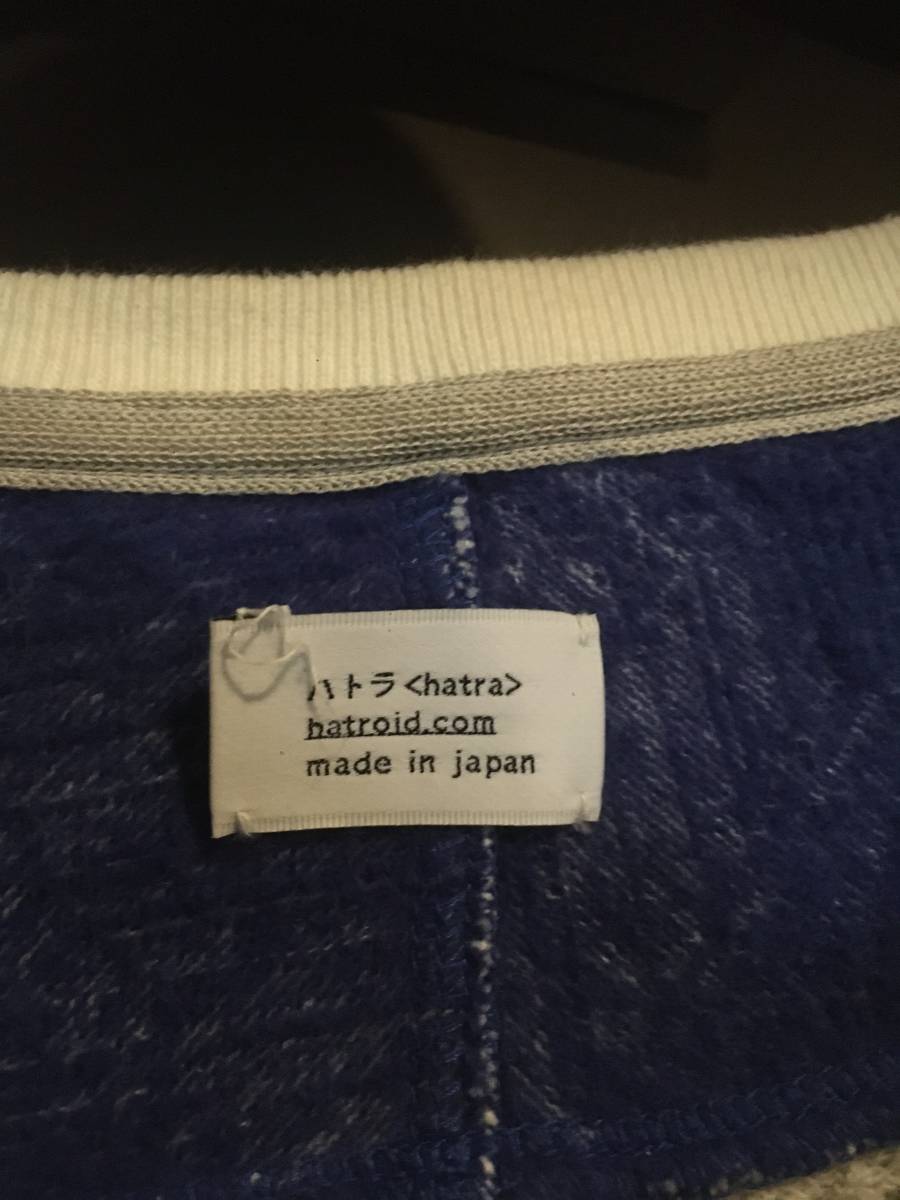 ハトラ<hatra>
hatroid.com
made in japan